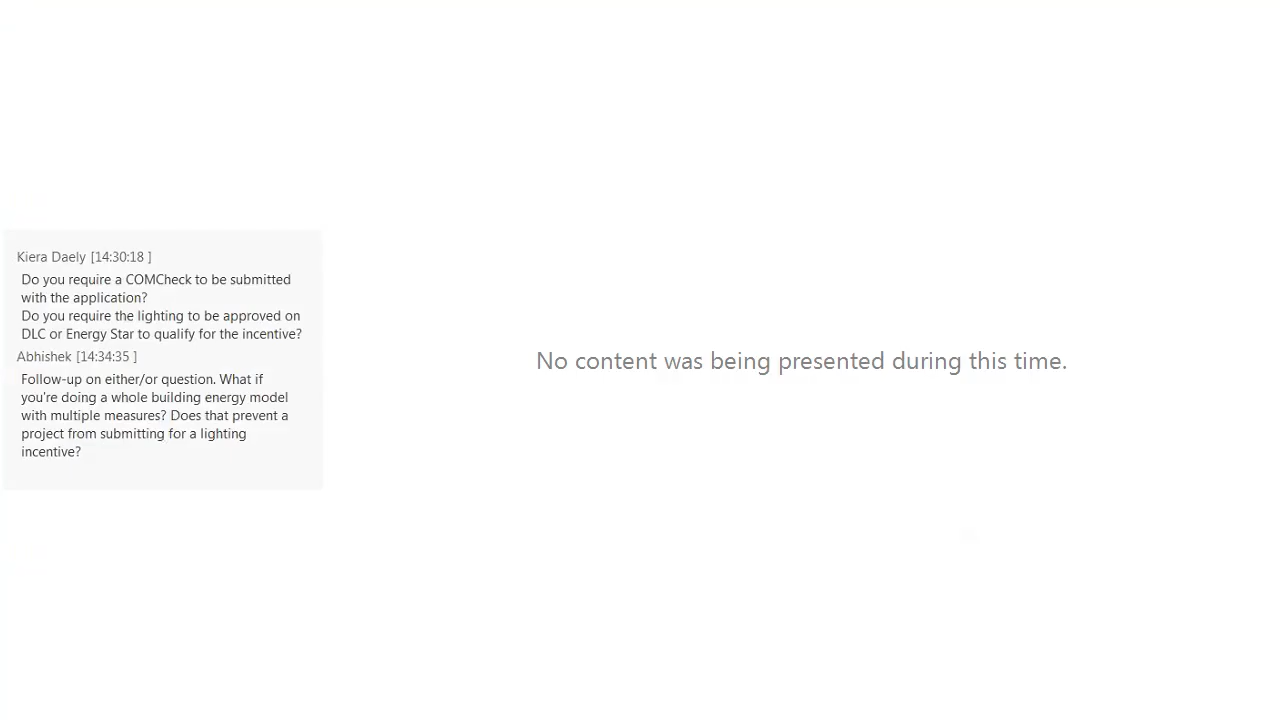 Kiera Daely [14:30:18 ]
Do you require a COMCheck to be submitted
with the application?
Do you require the lighting to be approved on
DLC or Energy Star to qualify for the incentive?
Abhishek [14:34:35 ]
Follow-up on either/or question. What if
you're doing a whole building energy model
with multiple measures? Does that prevent a
project from submitting for a lighting
incentive?
No content was being presented during this time.